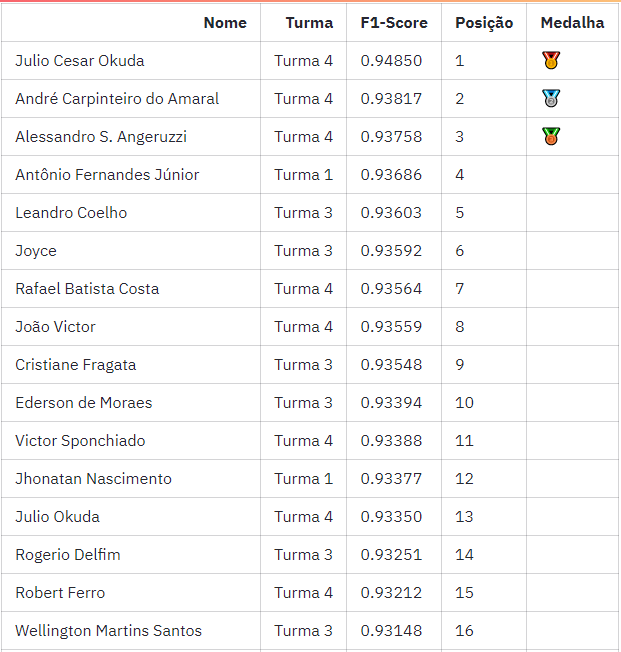 Nome Turma F1-Score Posição Medalha
Julio Cesar Okuda Turma 4 0.94850 1
André Carpinteiro do Amaral Turma 4 0.93817 2
Alessandro S. Angeruzzi Turma 4 0.93758 3
Antônio Fernandes Júnior Turma 1 0.93686 4
Leandro Coelho Turma 3 0.93603 5
Joyce Turma 3 0.93592 6
Rafael Batista Costa Turma 4 0.93564 7
João Victor Turma 4 0.93559 8
Cristiane Fragata Turma 3 0.93548 9
Ederson de Moraes Turma 3 0.93394 10
Victor Sponchiado Turma 4 0.93388 11
Jhonatan Nascimento Turma 1 0.93377 12
Julio Okuda Turma 4 0.93350 13
Rogerio Delfim Turma 3 0.93251 14
Robert Ferro Turma 4 0.93212 15
Wellington Martins Santos Turma 3 0.93148 16